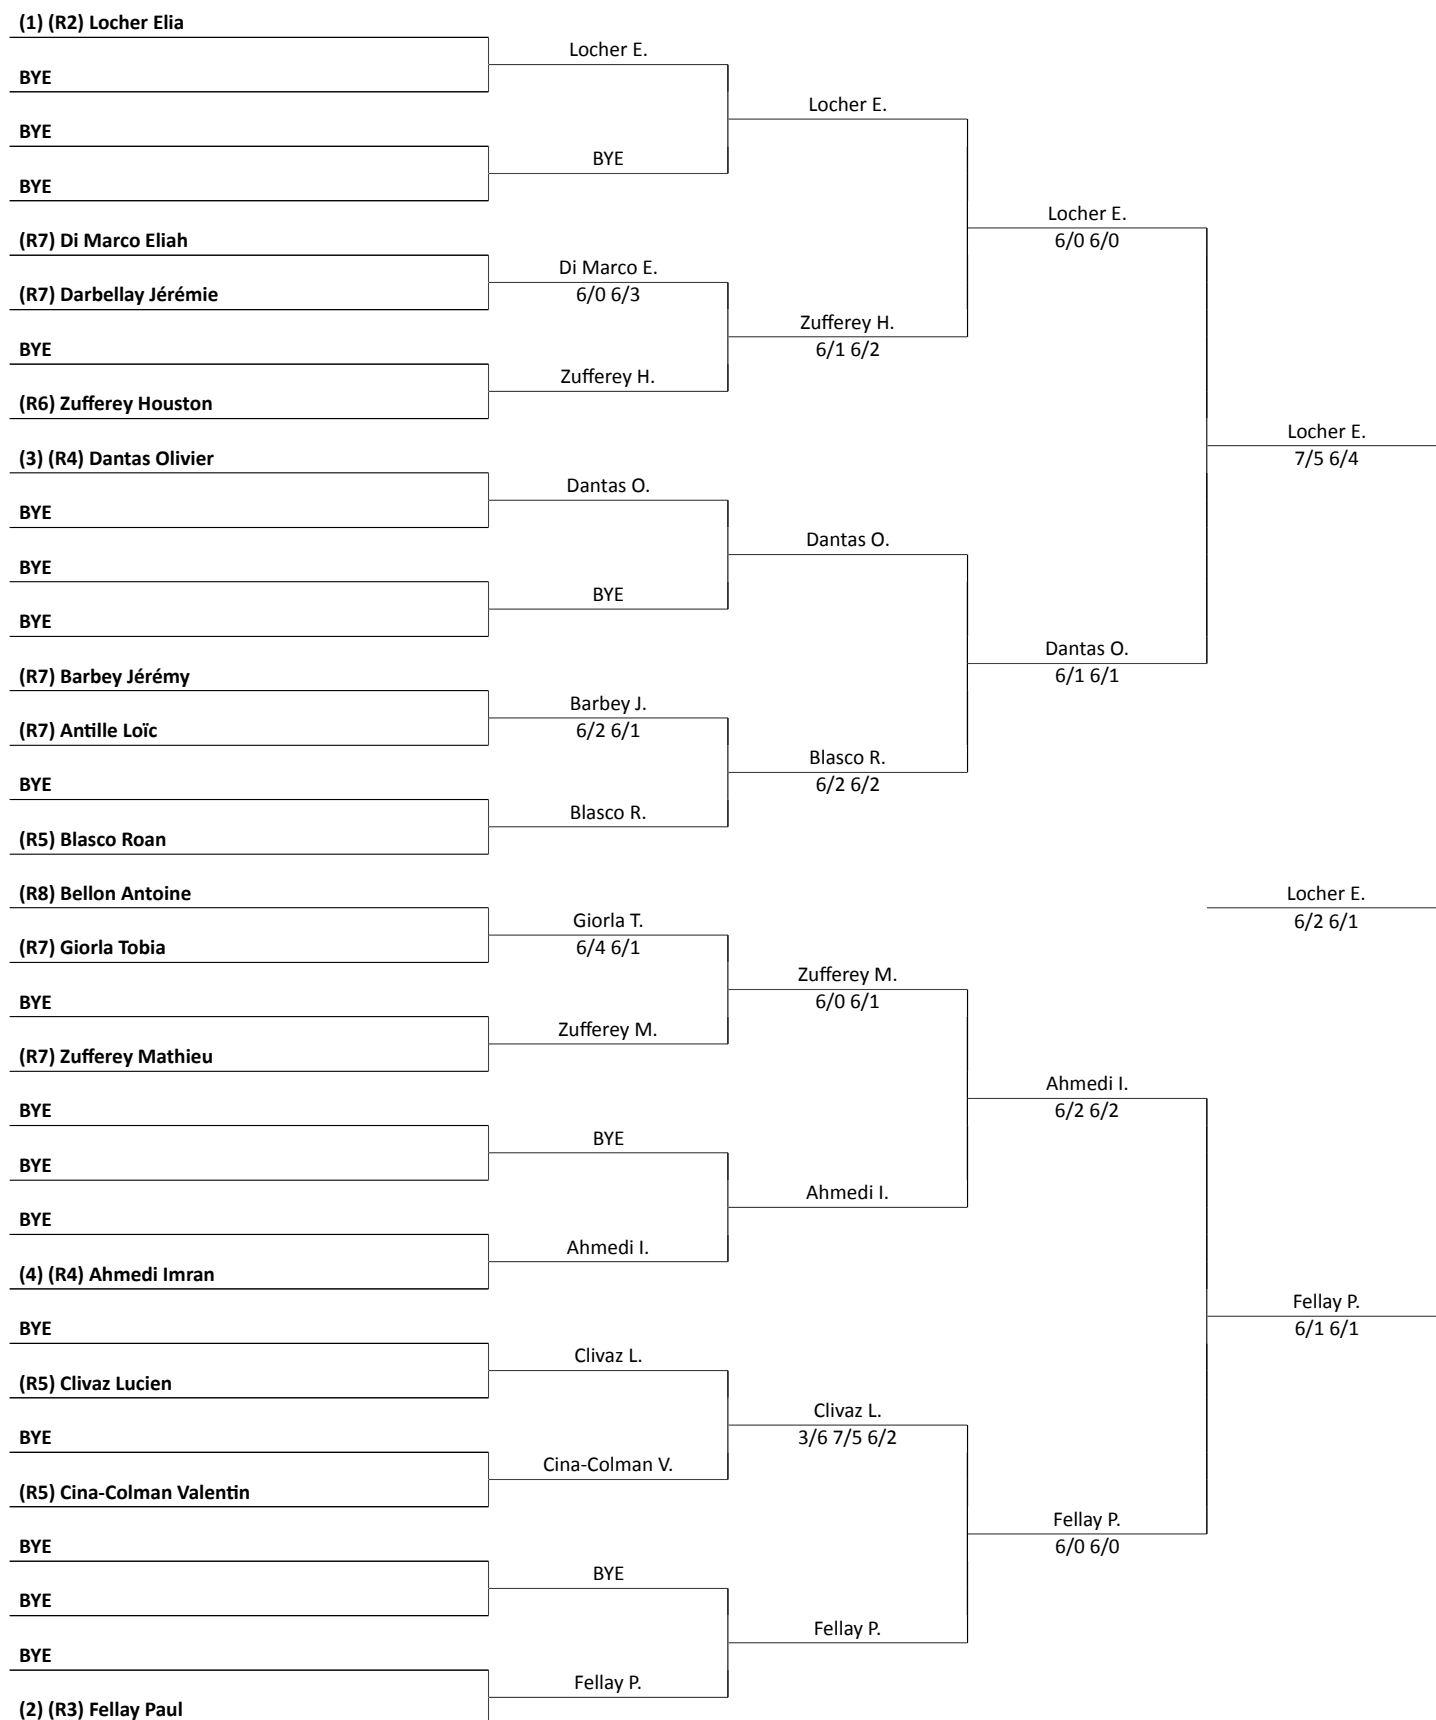 (1) (R2) Locher Elia
BYE
BYE
BYE
(R7) Di Marco Eliah
(R7) Darbellay Jérémie
BYE
(R6) Zufferey Houston
(3) (R4) Dantas Olivier
BYE
BYE
BYE
(R7) Barbey Jérémy
(R7) Antille Loïc
BYE
(R5) Blasco Roan
(R8) Bellon Antoine
(R7) Giorla Tobia
BYE
(R7) Zufferey Mathieu
BYE
BYE
BYE
(4) (R4) Ahmedi Imran
BYE
(R5) Clivaz Lucien
BYE
(R5) Cina-Colman Valentin
BYE
BYE
BYE
(2) (R3) Fellay Paul
Locher E.
BYE
Di Marco E.
6/0 6/3
Zufferey H.
Dantas O.
BYE
Barbey J.
6/2 6/1
Blasco R.
Giorla T.
6/4 6/1
Zufferey M.
BYE
Ahmedi I.
Clivaz L.
Cina-Colman V.
BYE
Fellay P.
Locher E.
Zufferey H.
6/1 6/2
Dantas O.
Blasco R.
6/2 6/2
Zufferey M.
6/0 6/1
Ahmedi I.
Clivaz L.
3/6 7/5 6/2
Fellay P.
Locher E.
6/0 6/0
Dantas O.
6/1 6/1
Ahmedi I.
6/2 6/2
Fellay P.
6/0 6/0
Locher E.
7/5 6/4
Locher E.
6/2 6/1
Fellay P.
6/1 6/1